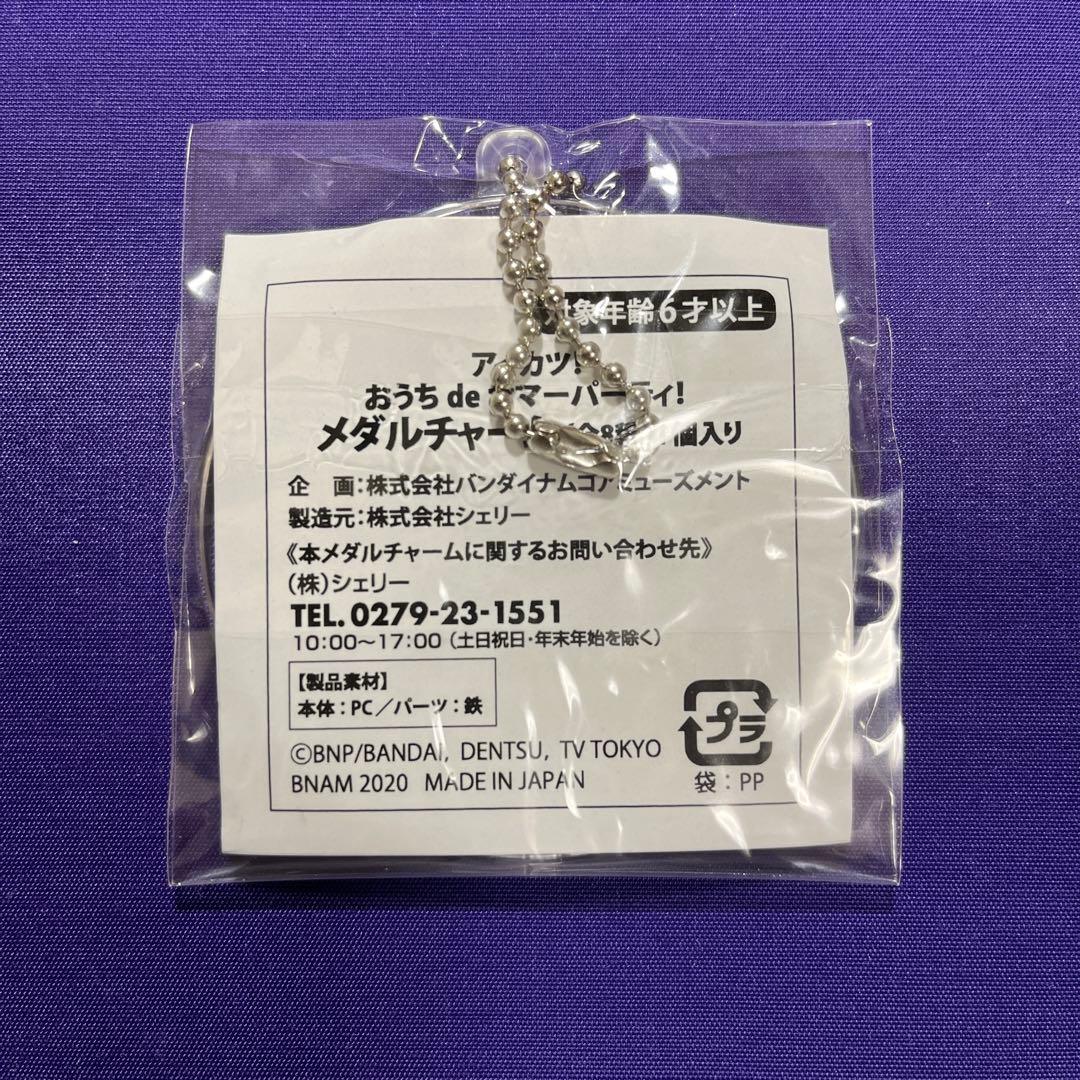 対象年齢6才以上
アイカツ!
おうち de サマーパーティ!
メダルチャーム 全8種 個入り
企 画:株式会社バンダイナムコアミューズメント
製造元:株式会社シェリー
《本メダルチャームに関するお問い合わせ先》
(株)シェリー
TEL.0279-23-1551
10:00〜17:00(土日祝日・年末年始を除く)
【製品素材】
本体:PC/パーツ:鉄
©BNP/BANDAI, DENTSU, TV TOKYO
BNAM 2020 MADE IN JAPAN
プラ
袋:PP